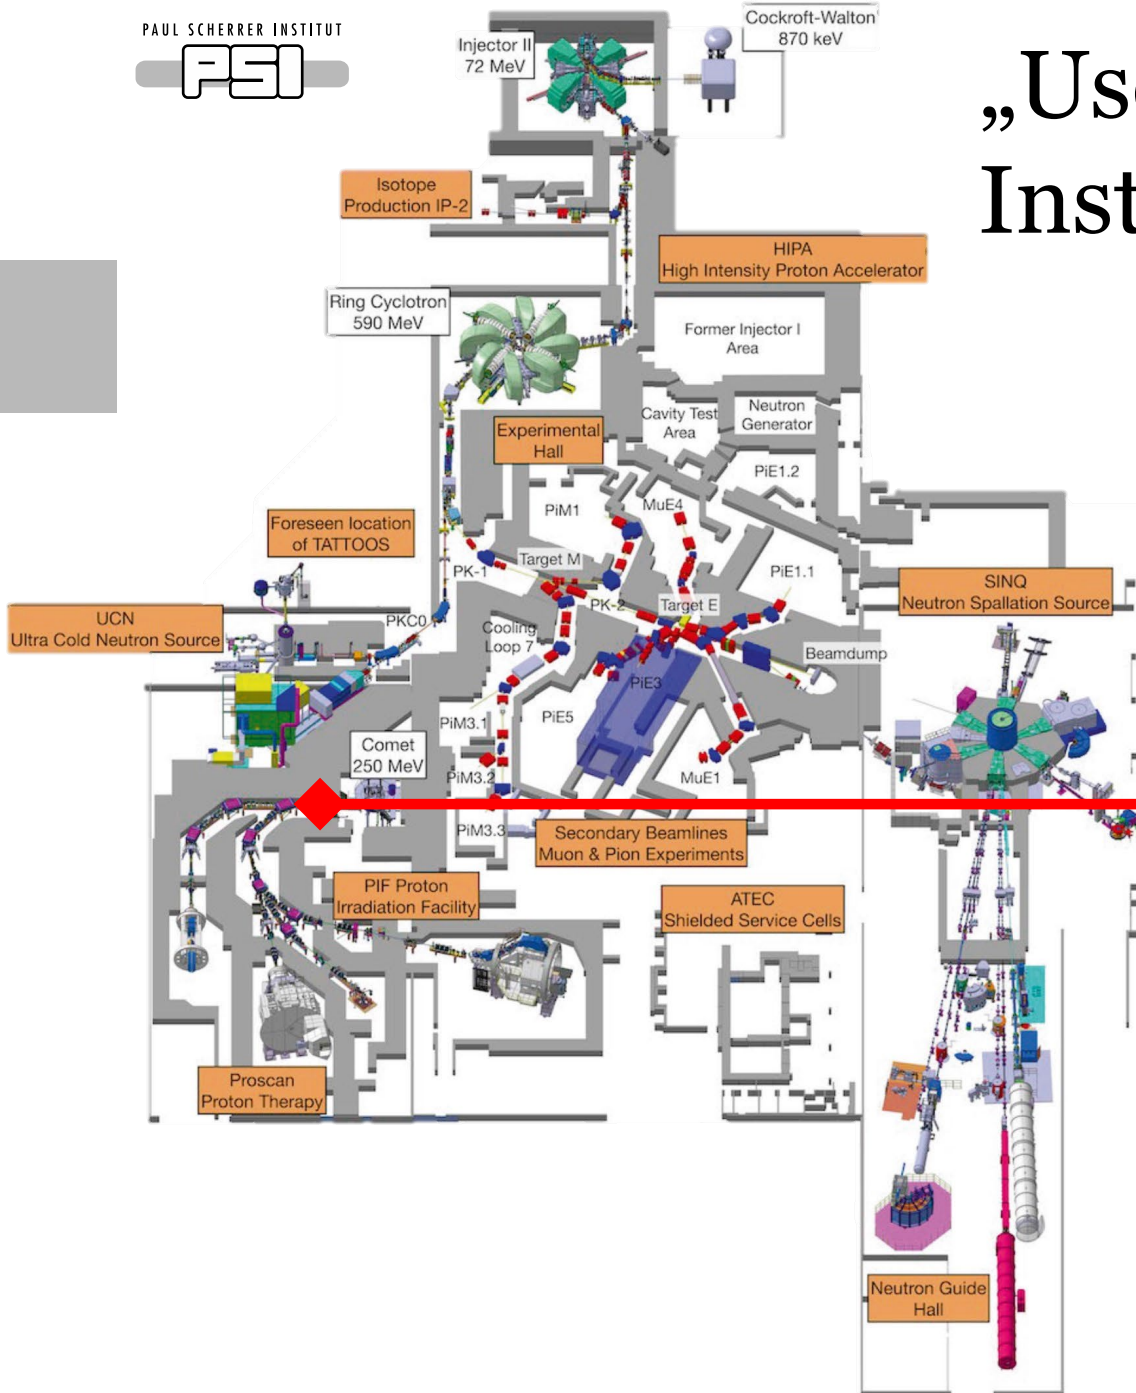 PAUL SCHERRER INSTITUT
PSI
„Us
Inst
Cockroft-Walton
870 keV
Injector II
72 MeV
Isotope
Production IP-2
HIPA
High Intensity Proton Accelerator
Ring Cyclotron
590 MeV
Former Injector I
Area
Cavity Test
Area
Neutron
Generator
Experimental
Hall
PiE1.2
PiM1
MuE4
Foreseen location
of TATTOOS
Target M
PK-1
PiE1.1
SINQ
Neutron Spallation Source
PK-2
Target E
UCN
Ultra Cold Neutron Source
PKC0
Cooling
Loop 7
Beamdump
PiE3
PiM3.1
PiE5
Comet
250 MeV
PiM3.2
MuE1
PiM3.3
Secondary Beamlines
Muon & Pion Experiments
PIF Proton
Irradiation Facility
ATEC
Shielded Service Cells
Proscan
Proton Therapy
Neutron Guide
Hall